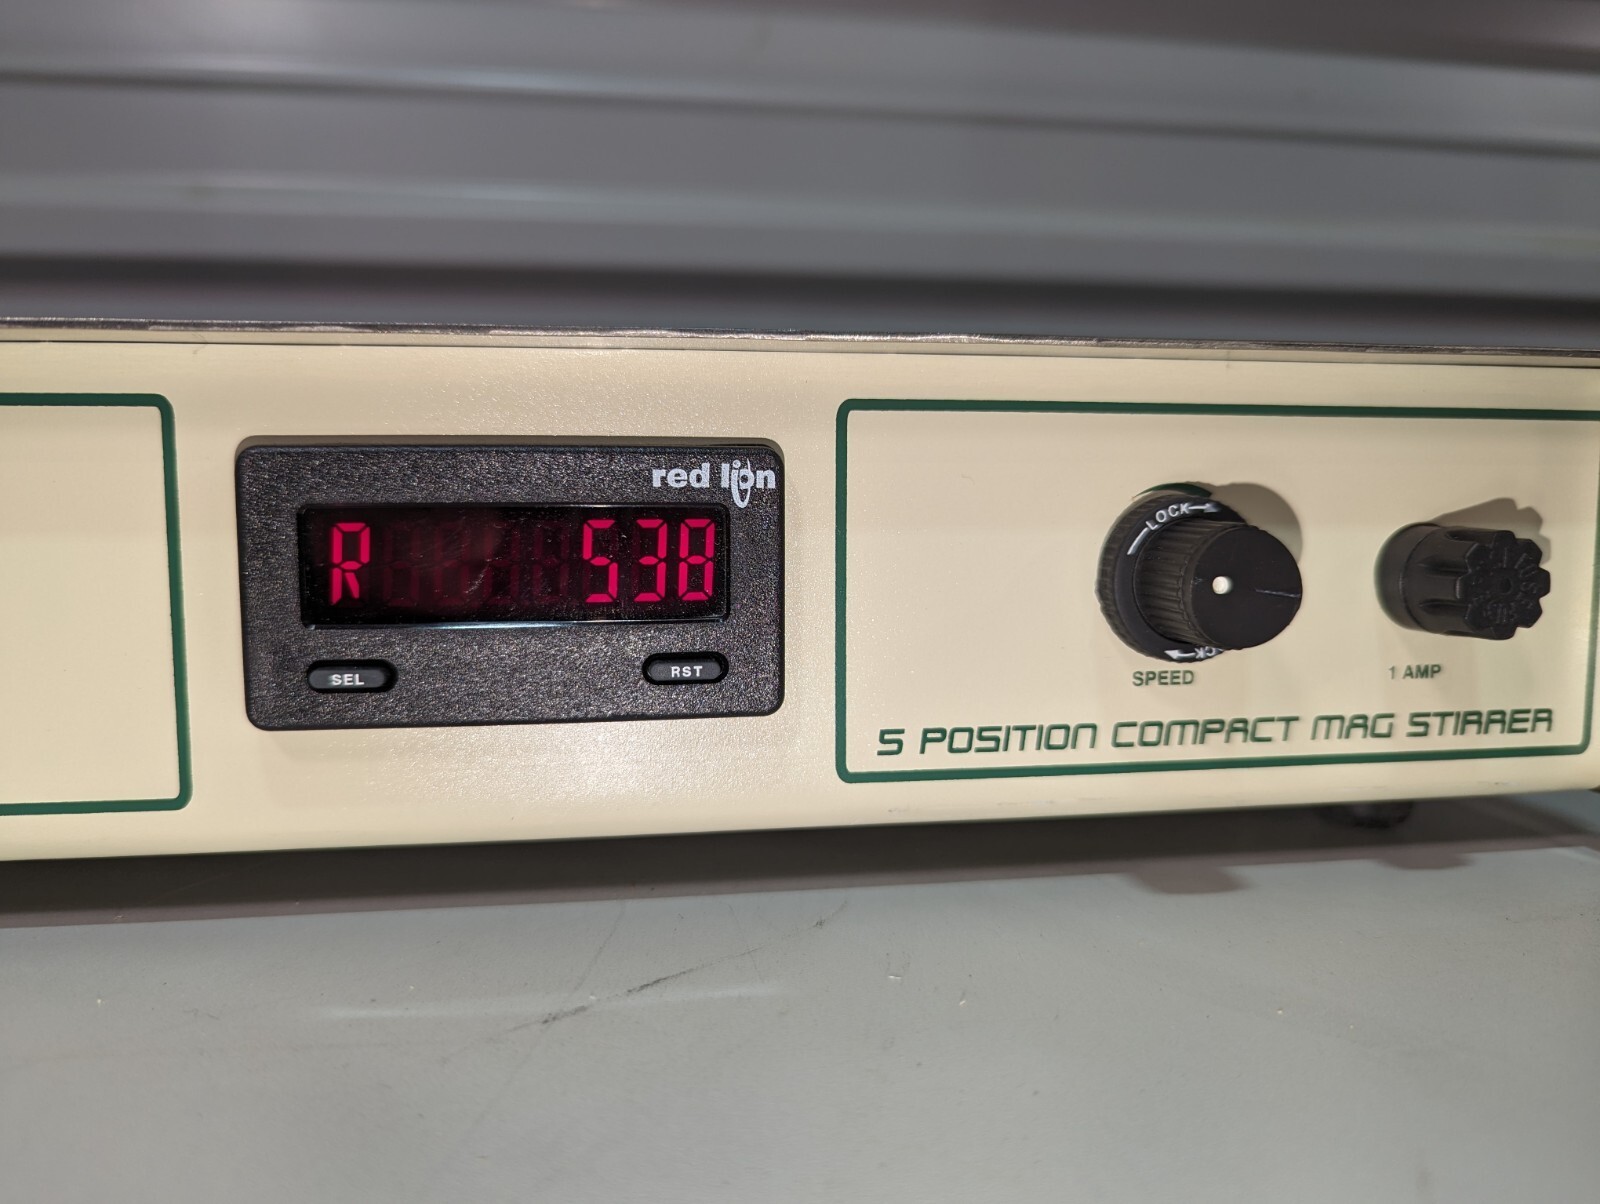 red lion
R 538
SEL RST
LOCK
SPEED
1 AMP
5 POSITION COMPACT MAG STIRRER